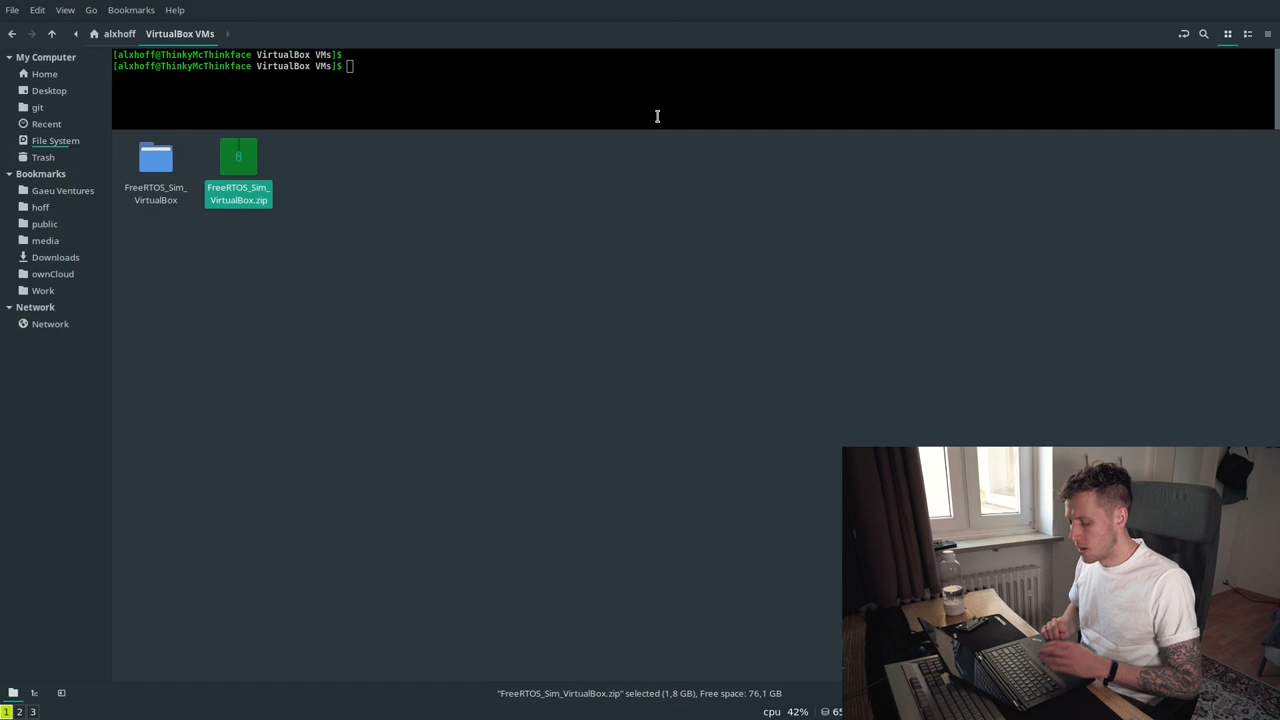 File Edit View Go Bookmarks Help
alxhoff VirtualBox VMs
My Computer
Home
Desktop
git
Recent
File System
Trash
Bookmarks
Gaeu Ventures
hoff
public
media
Downloads
ownCloud
Work
Network
Network
[alxhoff@ThinkyMcThinkface VirtualBox VMs]$
[alxhoff@ThinkyMcThinkface VirtualBox VMs]$
FreeRTOS_Sim_
VirtualBox
FreeRTOS_Sim_
VirtualBox.zip
"FreeRTOS_Sim_VirtualBox.zip" selected (1,8 GB), Free space: 76,1 GB
1 2 3
cpu 42% 65